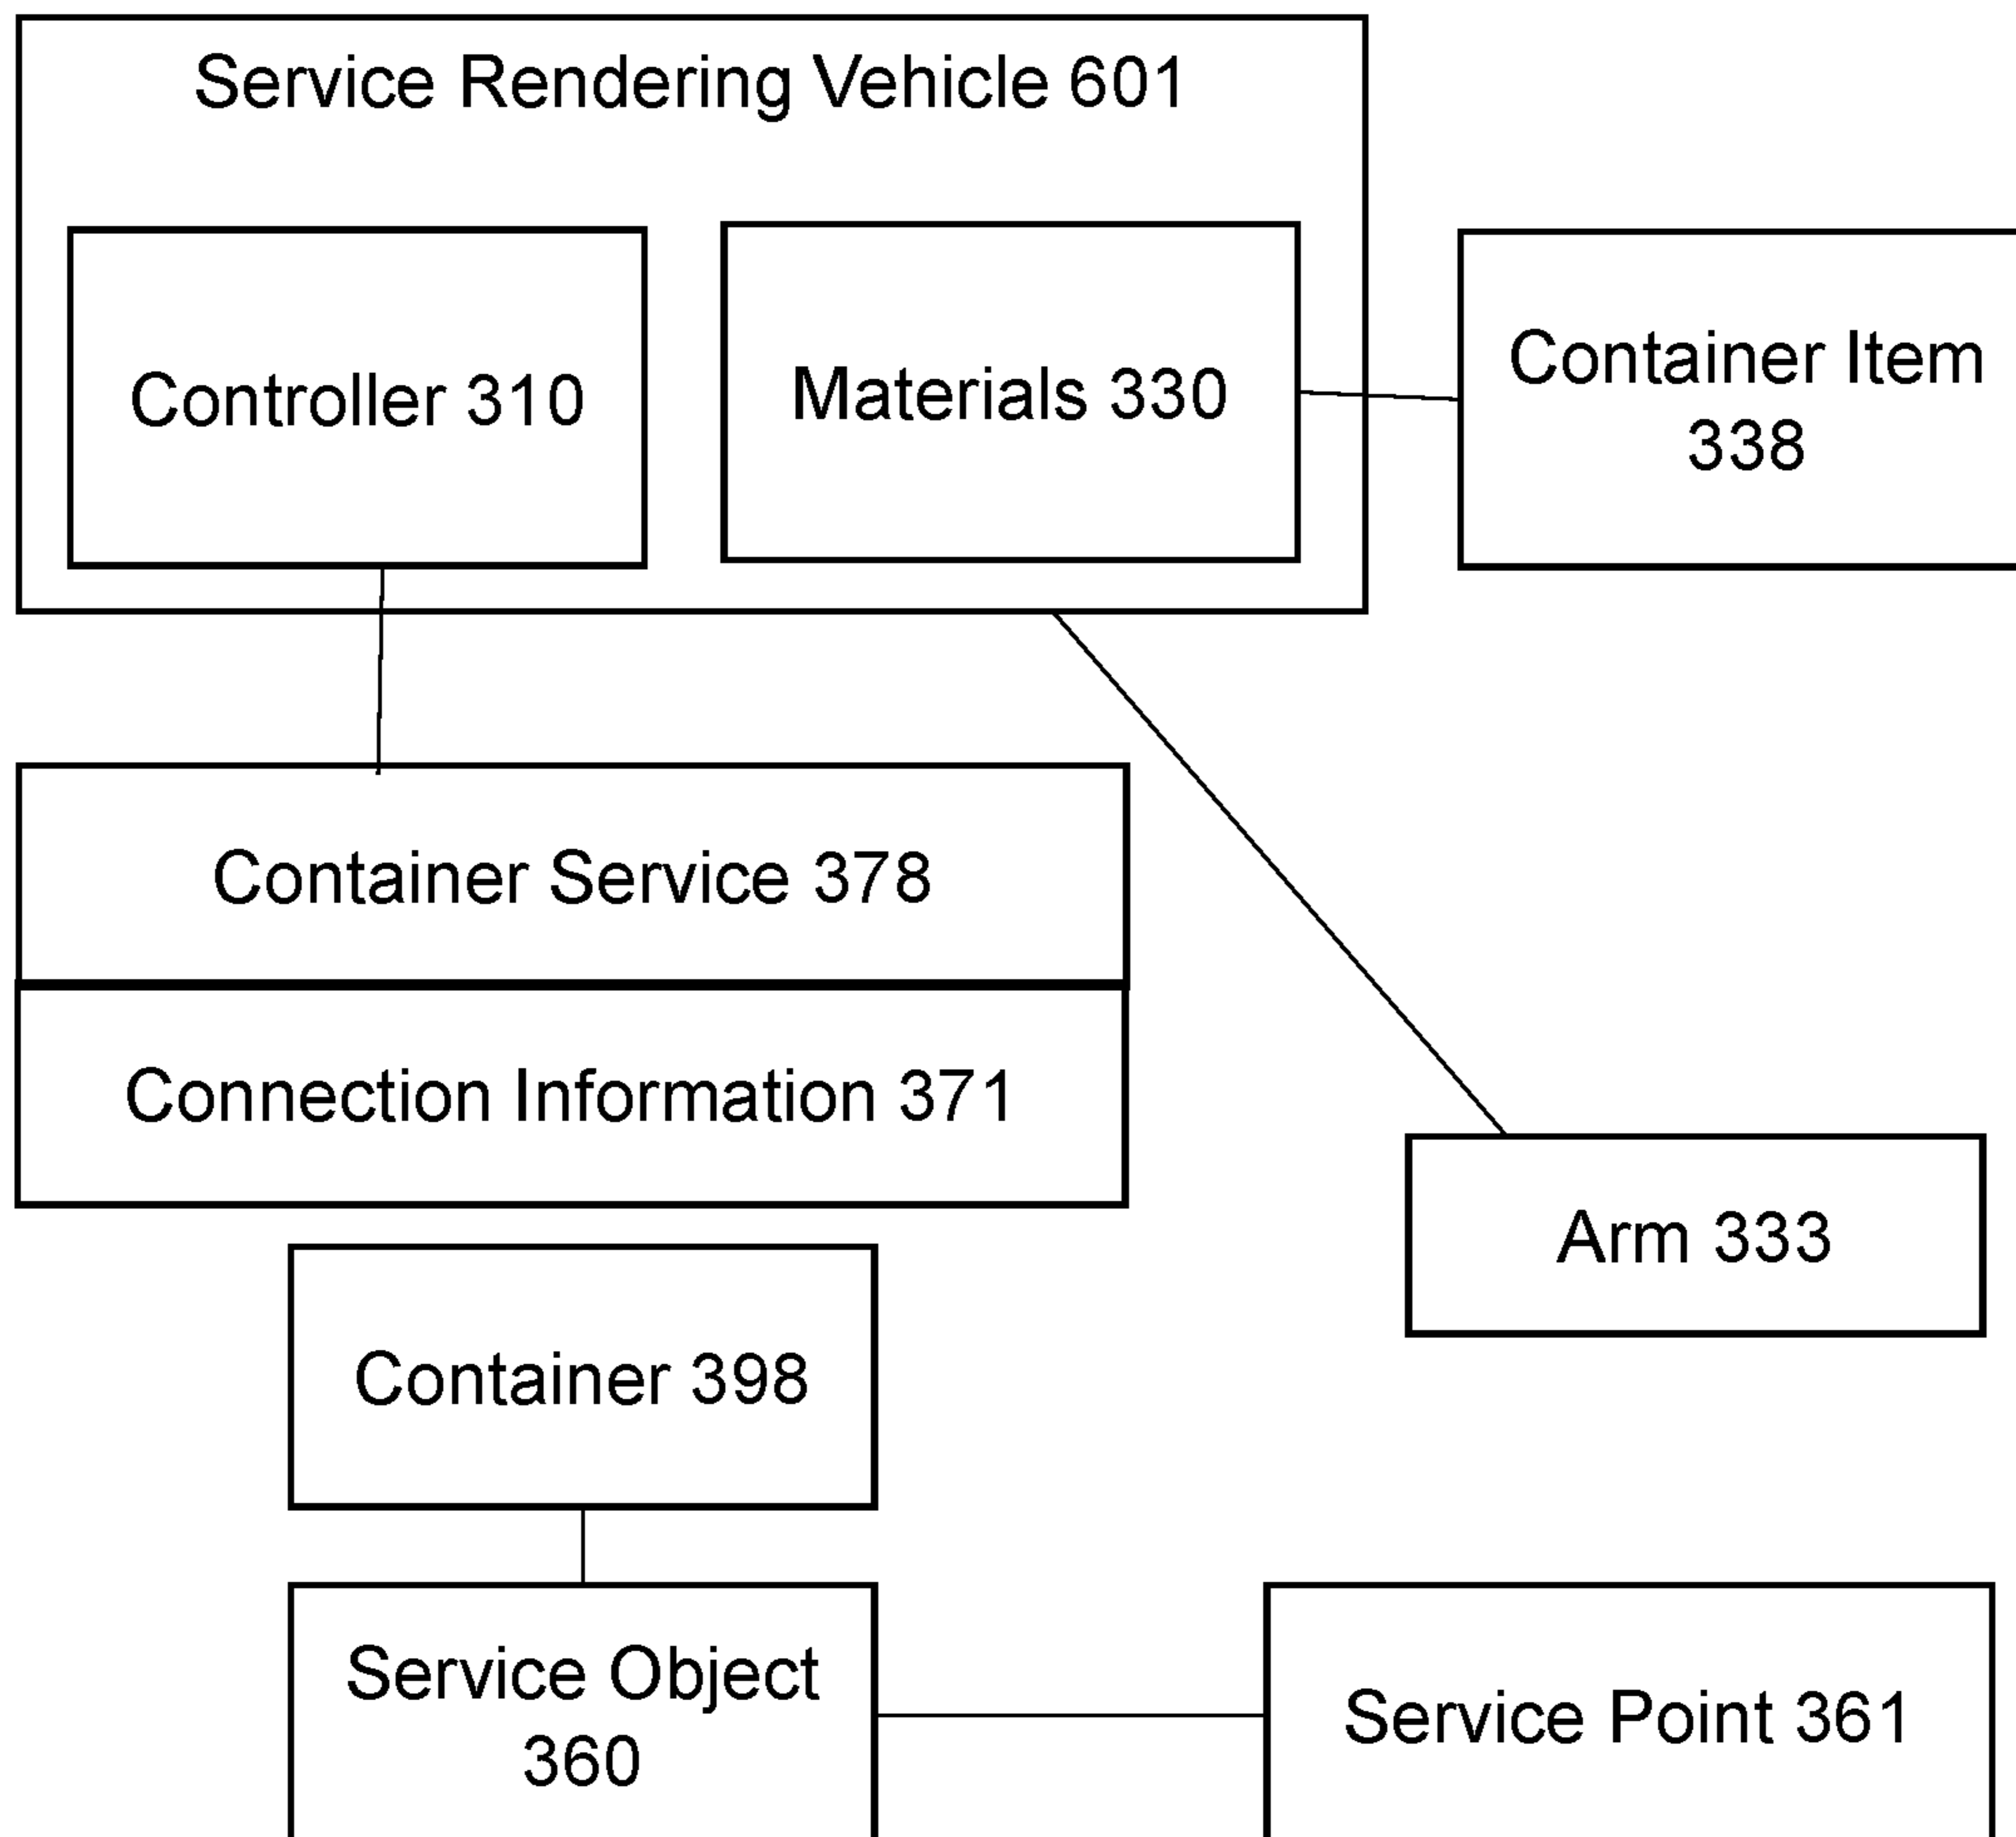 Service Rendering Vehicle 601
Controller 310
Materials 330
Container Item
338
Container Service 378
Connection Information 371
Arm 333
Container 398
Service Object
360
Service Point 361